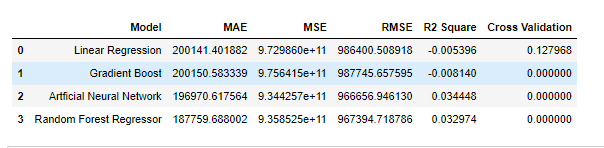 Model MAE MSE RMSE R2 Square Cross Validation
0 Linear Regression 200141.401882 9.729860e+11 986400.508918 -0.005396 0.127968
1 Gradient Boost 200150.583339 9.756415e+11 987745.657595 -0.008140 0.000000
2 Artficial Neural Network 196970.617564 9.344257e+11 966656.946130 0.034448 0.000000
3 Random Forest Regressor 187759.688002 9.358525e+11 967394.718786 0.032974 0.000000